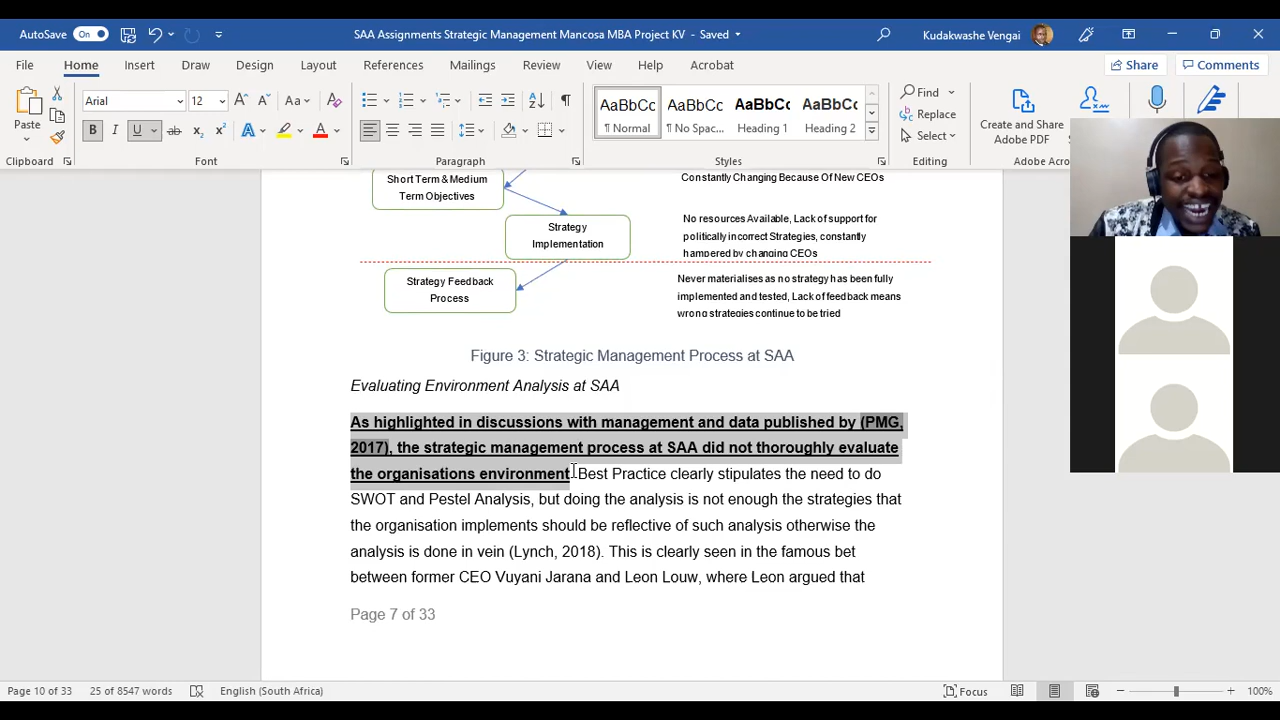 AutoSave On SAA Assignments Strategic Management Mancosa MBA Project KV - Saved Kudakwashe Vengai
File Home Insert Draw Design Layout References Mailings Review View Help Acrobat Share Comments
Paste Arial 12 Aa AaBbCc AaBbCc AaBbCc AaBbCc Find Replace Select Create and Share Adobe PDF
¶ Normal ¶ No Spac... Heading 1 Heading 2
Clipboard Font Paragraph Styles Editing Adobe Acro
Short Term & Medium
Term Objectives
Constantly Changing Because Of New CEOs
Strategy
Implementation
No resources Available, Lack of support for
politically incorrect Strategies, constantly
hampered by changing CEOs
Strategy Feedback
Process
Never materialises as no strategy has been fully
implemented and tested, Lack of feedback means
wrong strategies continue to be tried
Figure 3: Strategic Management Process at SAA
Evaluating Environment Analysis at SAA
As highlighted in discussions with management and data published by (PMG,
2017), the strategic management process at SAA did not thoroughly evaluate
the organisations environment. Best Practice clearly stipulates the need to do
SWOT and Pestel Analysis, but doing the analysis is not enough the strategies that
the organisation implements should be reflective of such analysis otherwise the
analysis is done in vein (Lynch, 2018). This is clearly seen in the famous bet
between former CEO Vuyani Jarana and Leon Louw, where Leon argued that
Page 7 of 33
Page 10 of 33 25 of 8547 words English (South Africa) Focus 100%